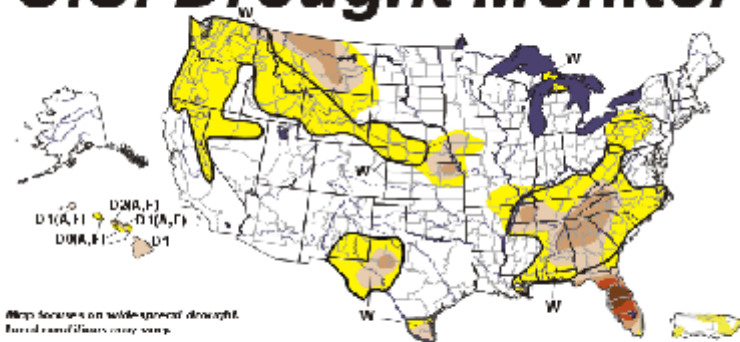 U.S. Drought Monitor
W
W
W
D2(A,F)
D1(A,F)
D1(A,F)
D0(A,F)
D1
W
W
Map focuses on widespread drought.
Local conditions may vary.